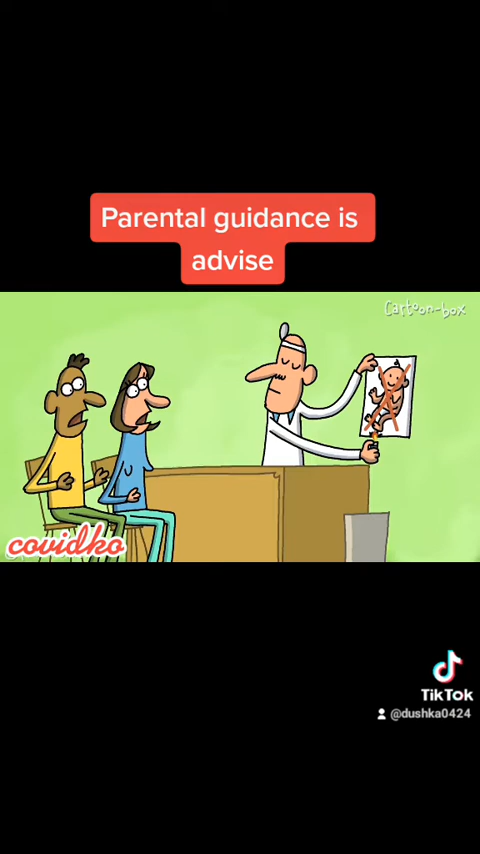 Parental guidance is
advise
Cartoon-box
covidko
TikTok
@dushka0424